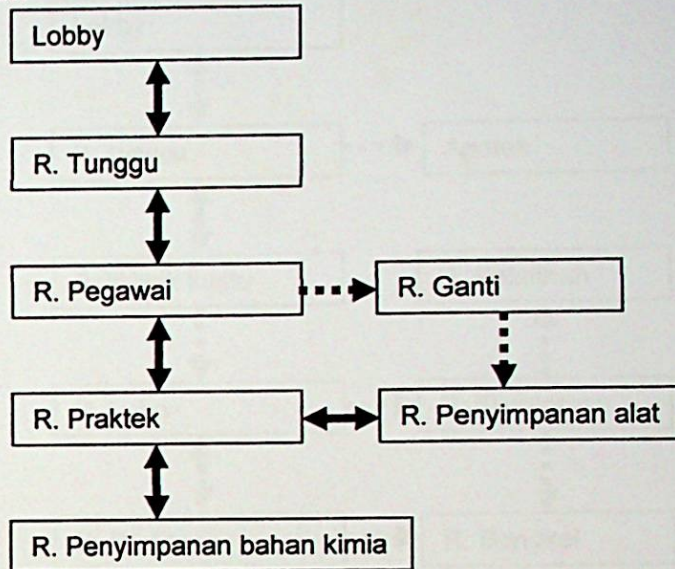 Lobby
R. Tunggu
R. Pegawai
R. Ganti
R. Praktek
R. Penyimpanan alat
R. Penyimpanan bahan kimia